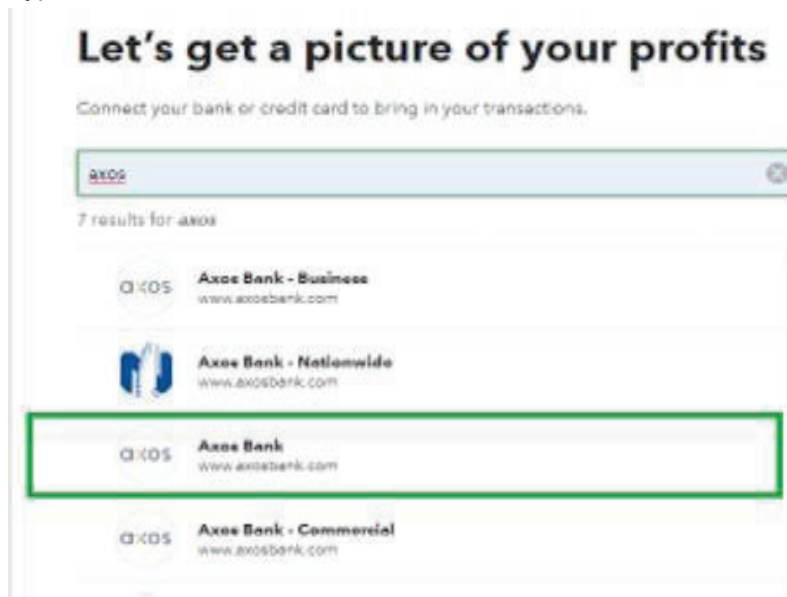 Let's get a picture of your profits
Connect your bank or credit card to bring in your transactions.
axos
7 results for axos
axos
Axos Bank - Business
www.axosbank.com
Axos Bank - Nationwide
www.axosbank.com
axos
Axos Bank
www.axosbank.com
axos
Axos Bank - Commercial
www.axosbank.com